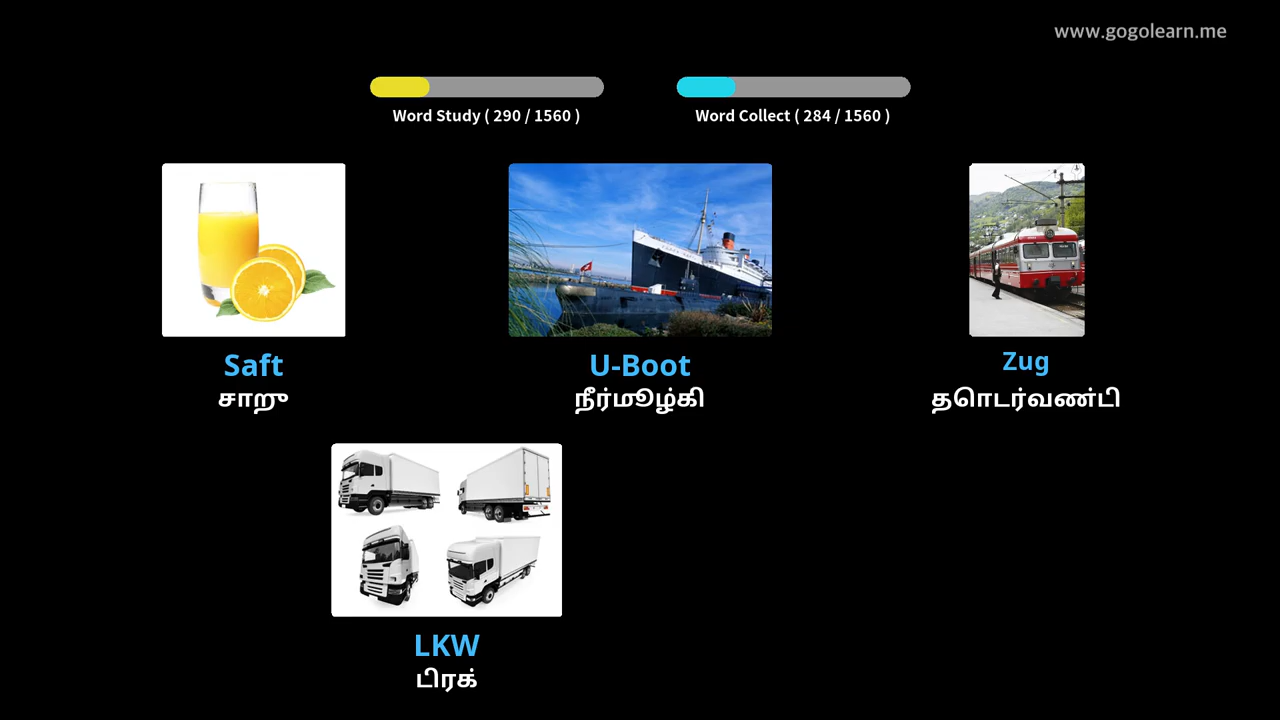 www.gogolearn.me
Word Study ( 290 / 1560 )
Word Collect ( 284 / 1560 )
Saft
சாறு
U-Boot
நீர்மூழ்கி
Zug
தொடர்வண்டி
LKW
டிரக்